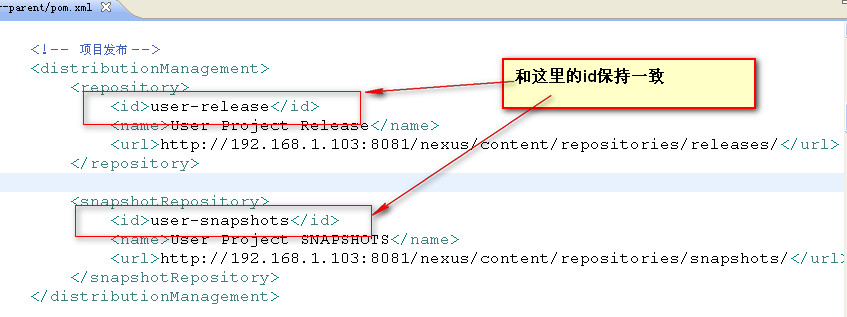 r-parent/pom.xml
<!-- 项目发布 -->
<distributionManagement>
<repository>
<id>user-release</id>
<name>User Project Release</name>
<url>http://192.168.1.103:8081/nexus/content/repositories/releases/</url>
</repository>
<snapshotRepository>
<id>user-snapshots</id>
<name>User Project SNAPSHOTS</name>
<url>http://192.168.1.103:8081/nexus/content/repositories/snapshots/</url>
</snapshotRepository>
</distributionManagement>
和这里的id保持一致